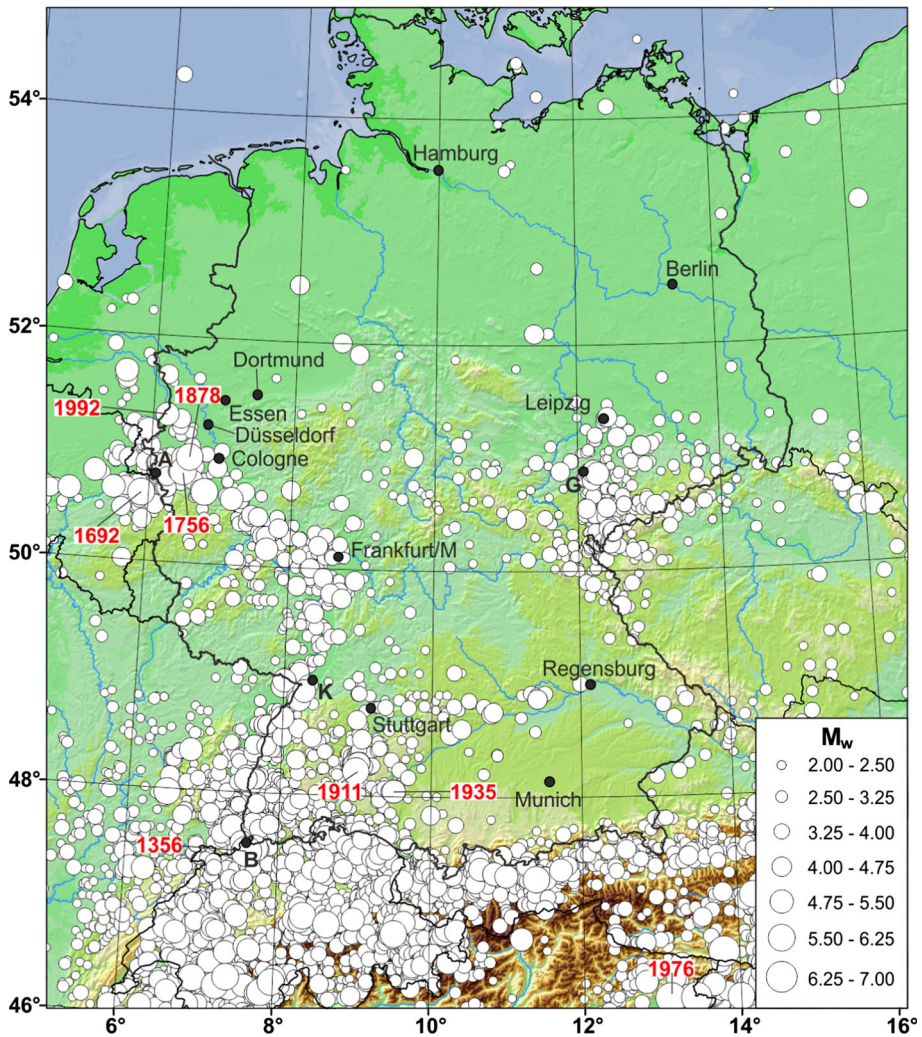 54°
Hamburg
Berlin
52°
Dortmund
1878
1992
Essen
Leipzig
Düsseldorf
A
Cologne
G
1692
1756
50°
Frankfurt/M
Regensburg
K
Stuttgart
Mw
2.00 - 2.50
48°
1911
1935
Munich
2.50 - 3.25
3.25 - 4.00
1356
B
4.00 - 4.75
4.75 - 5.50
5.50 - 6.25
1976
6.25 - 7.00
46°
6°
8°
10°
12°
14°
16°